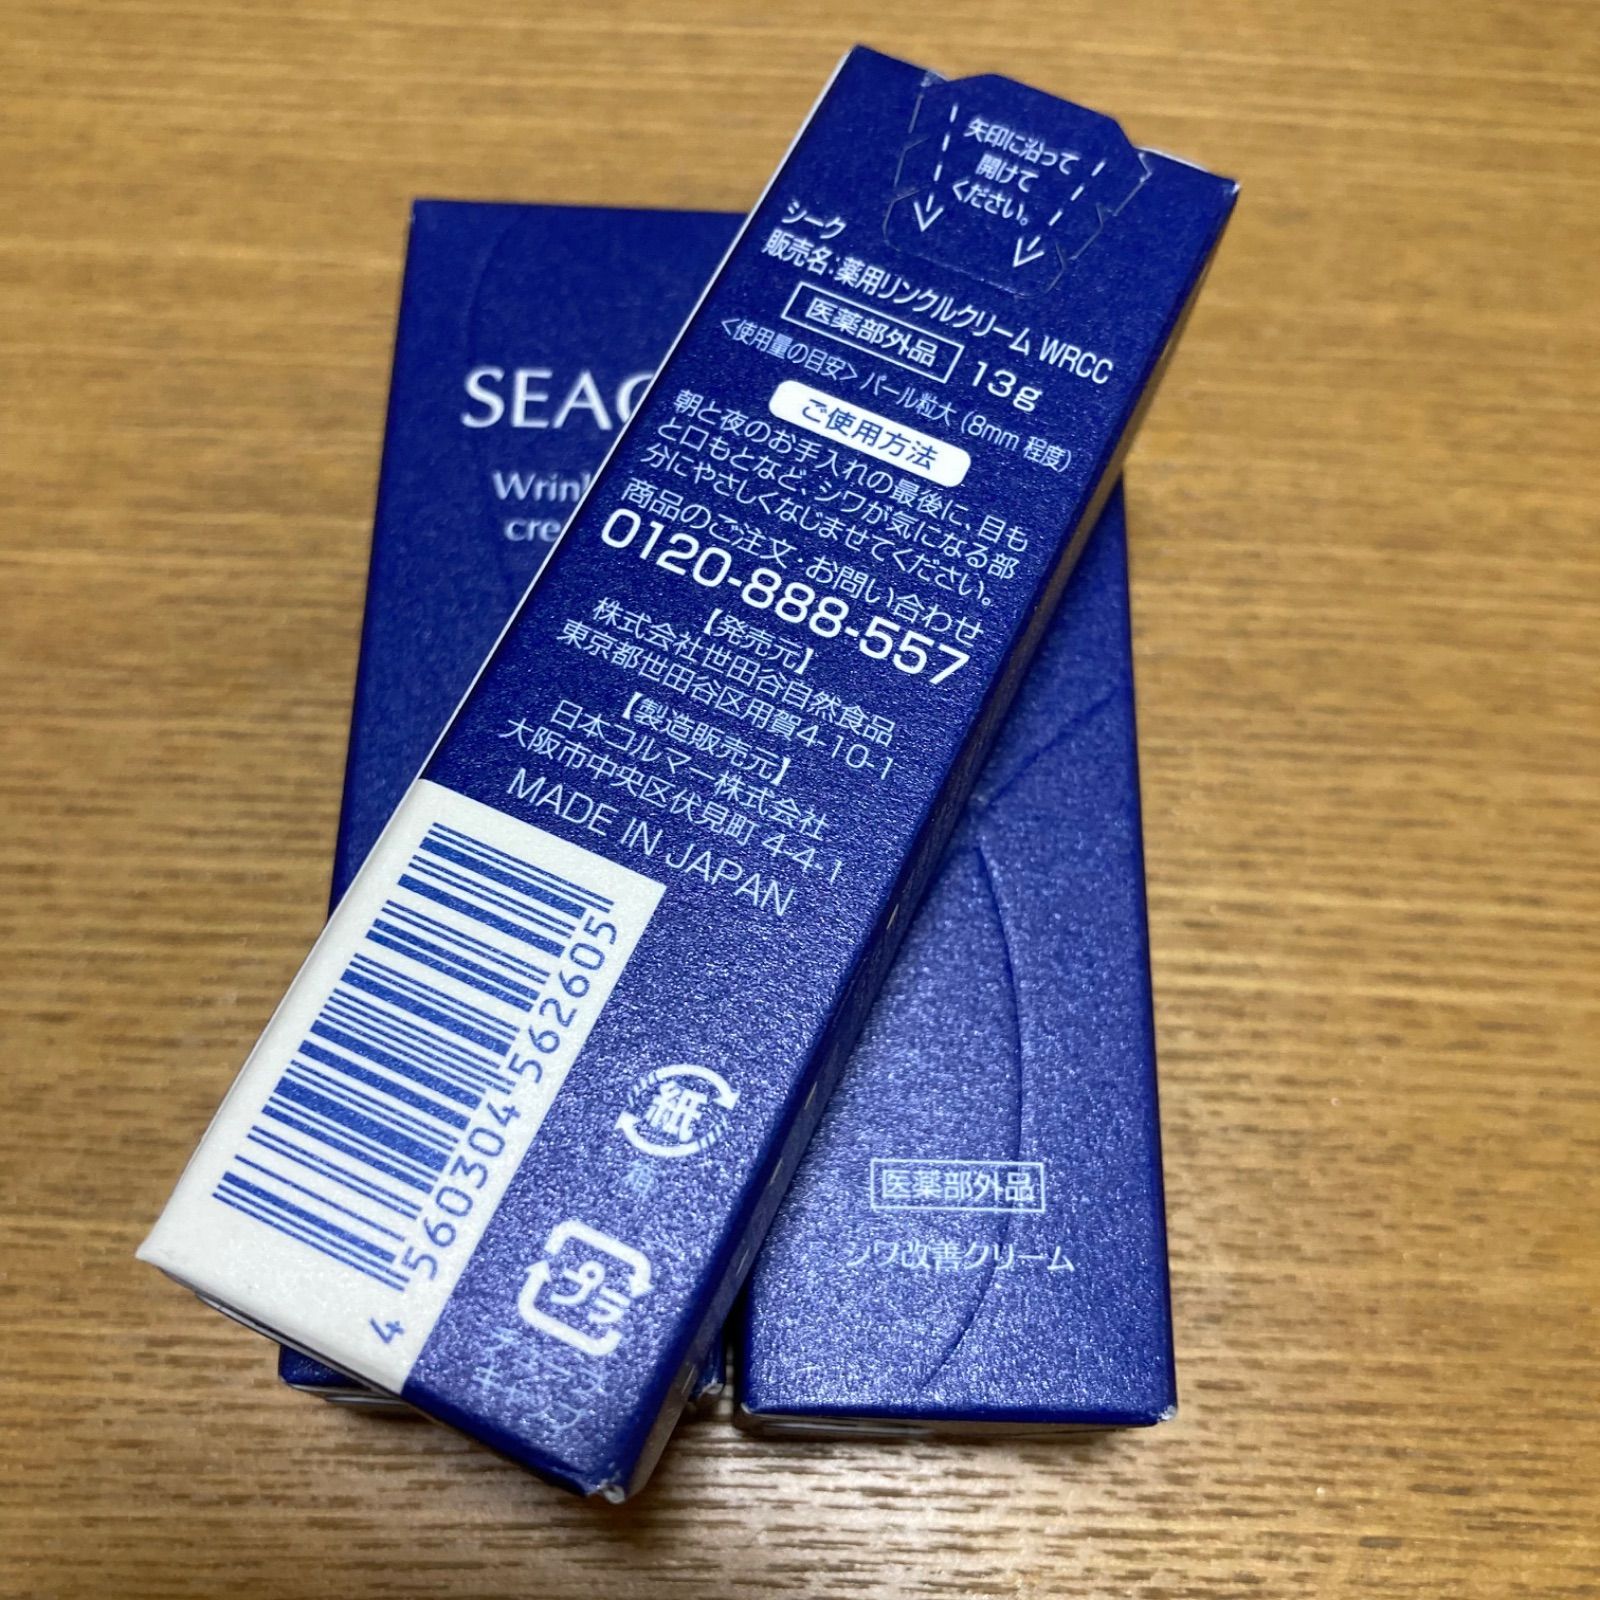 矢印に沿って
開けて
ください。
シーク
販売名:薬用リンクルクリーム WRCC
医薬部外品 13g
<使用量の目安>パール粒大(8mm 程度)
ご使用方法
朝と夜のお手入れの最後に、目も
と口もとなど、シワが気になる部
分にやさしくなじませてください。
商品のご注文・お問い合わせ
0120-888-557
【発売元】
株式会社世田谷自然食品
東京都世田谷区用賀4-10-1
【製造販売元】
日本コルマー株式会社
大阪市中央区伏見町 4-4-1
MADE IN JAPAN
4 560304 562605
紙
箱
プラ
チューブ
キャップ
SEAC
Wrin
cre
医薬部外品
シワ改善クリーム